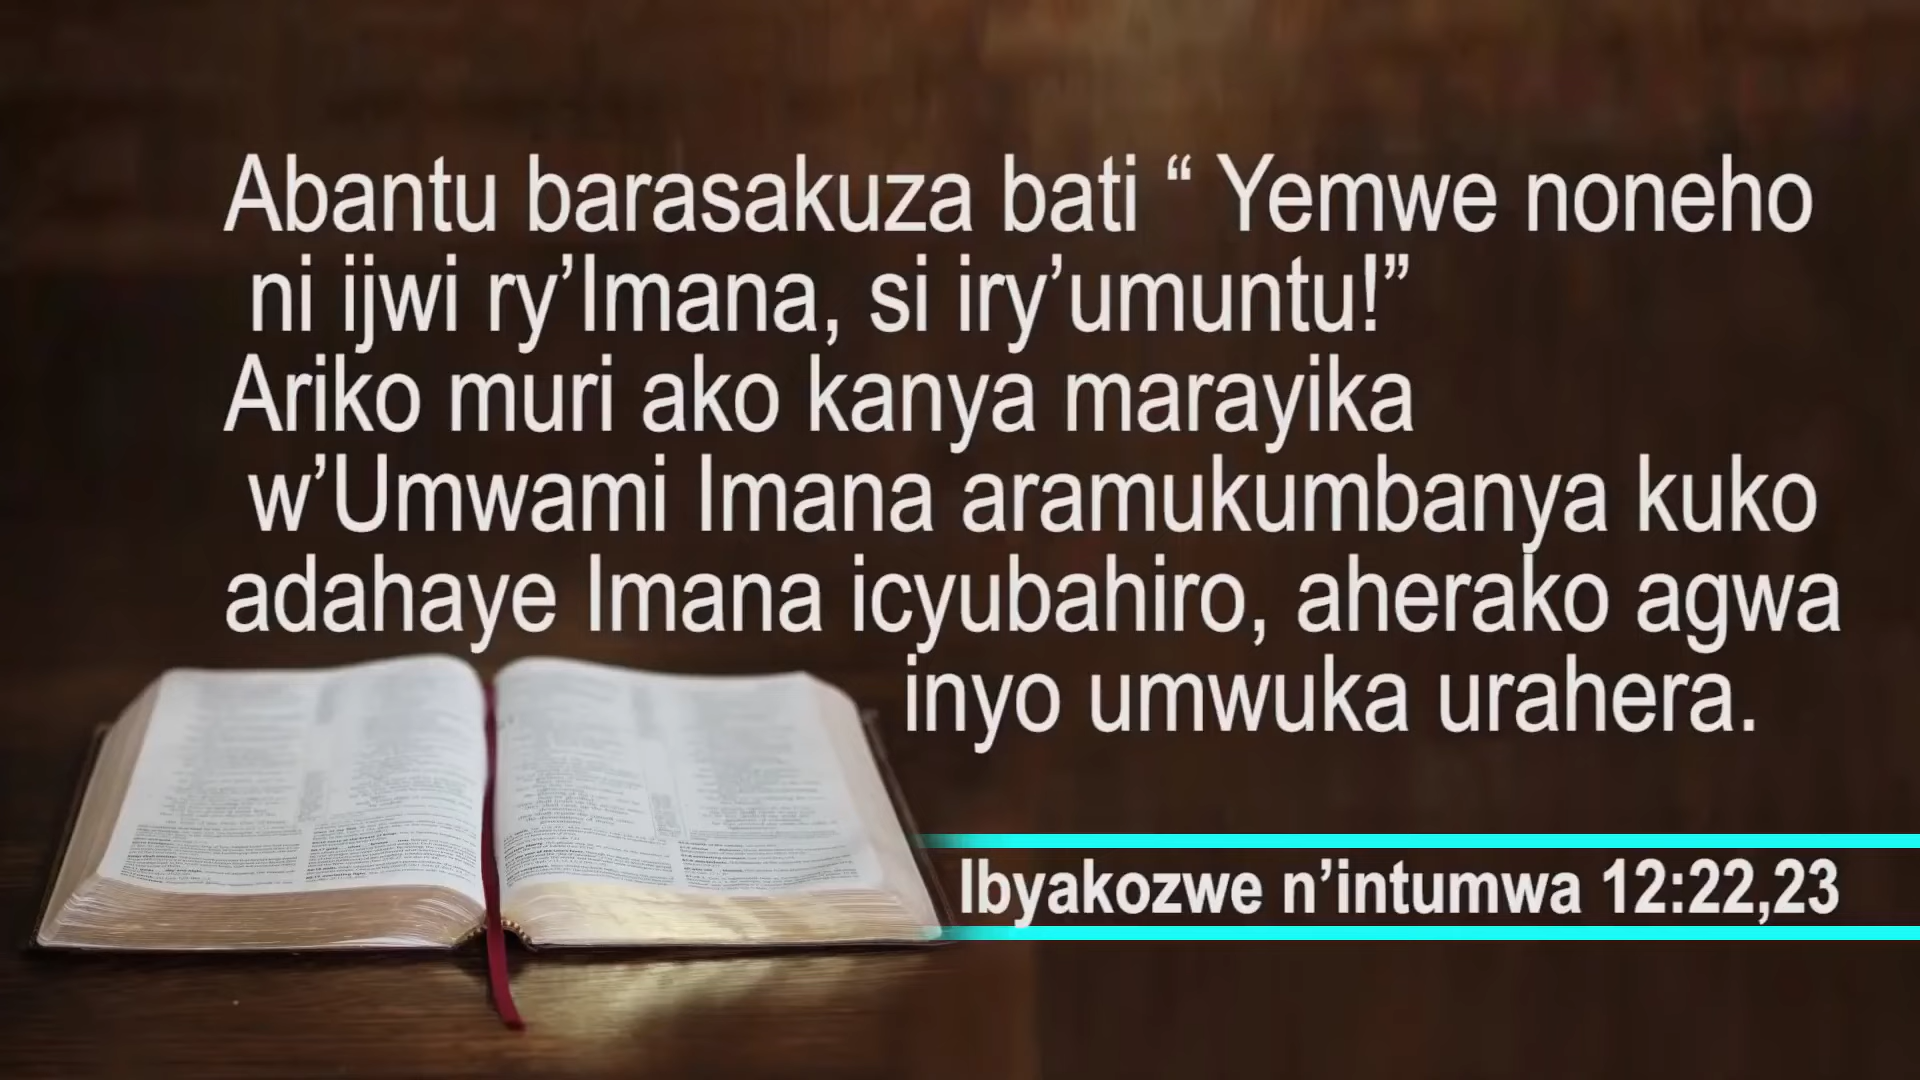 Abantu barasakuza bati “ Yemwe noneho
ni ijwi ry’Imana, si iry’umuntu!”
Ariko muri ako kanya marayika
w’Umwami Imana aramukumbanya kuko
adahaye Imana icyubahiro, aherako agwa
inyo umwuka urahera.
Ibyakozwe n’intumwa 12:22,23